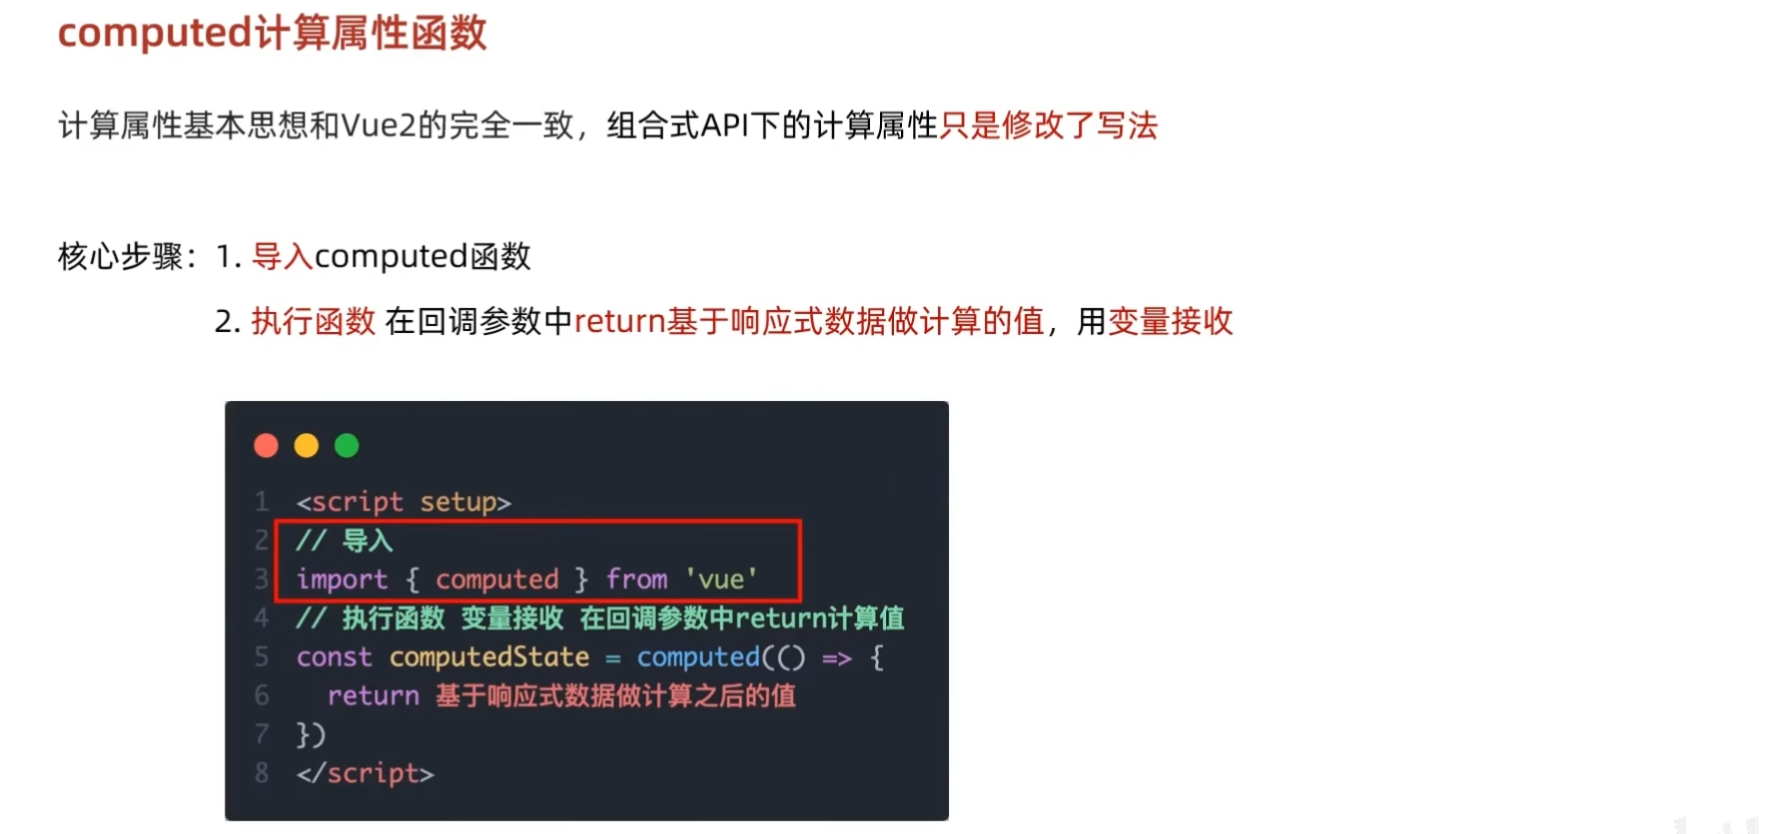 computed计算属性函数
计算属性基本思想和Vue2的完全一致，组合式API下的计算属性只是修改了写法
核心步骤：1. 导入computed函数
2. 执行函数 在回调参数中return基于响应式数据做计算的值，用变量接收
1 <script setup>
2 // 导入
3 import { computed } from 'vue'
4 // 执行函数 变量接收 在回调参数中return计算值
5 const computedState = computed(() => {
6   return 基于响应式数据做计算之后的值
7 })
8 </script>